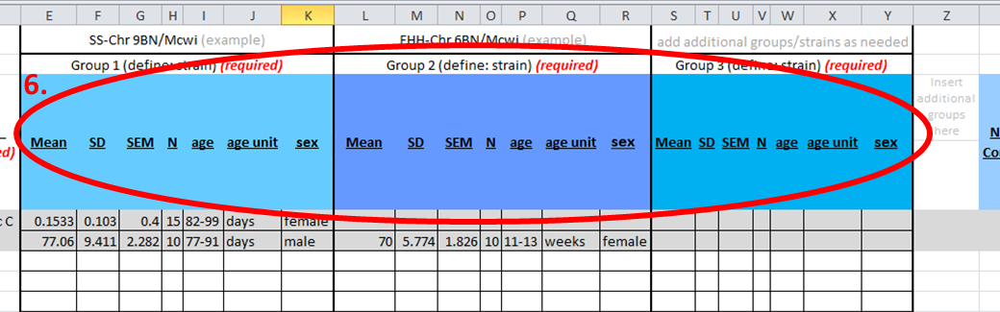 E F G H I J K L M N O P Q R S T U V W X Y Z
SS-Chr 9BN/Mcwi (example) FHH-Chr 6BN/Mcwi (example) add additional groups/strains as needed
Group 1 (define: strain) (required) Group 2 (define: strain) (required) Group 3 (define: strain) (required)
6.
Insert
additional
groups
here
Mean SD SEM N age age unit sex Mean SD SEM N age age unit sex Mean SD SEM N age age unit sex N
ed) Co
c C 0.1533 0.103 0.4 15 82-99 days female
77.06 9.411 2.282 10 77-91 days male 70 5.774 1.826 10 11-13 weeks female